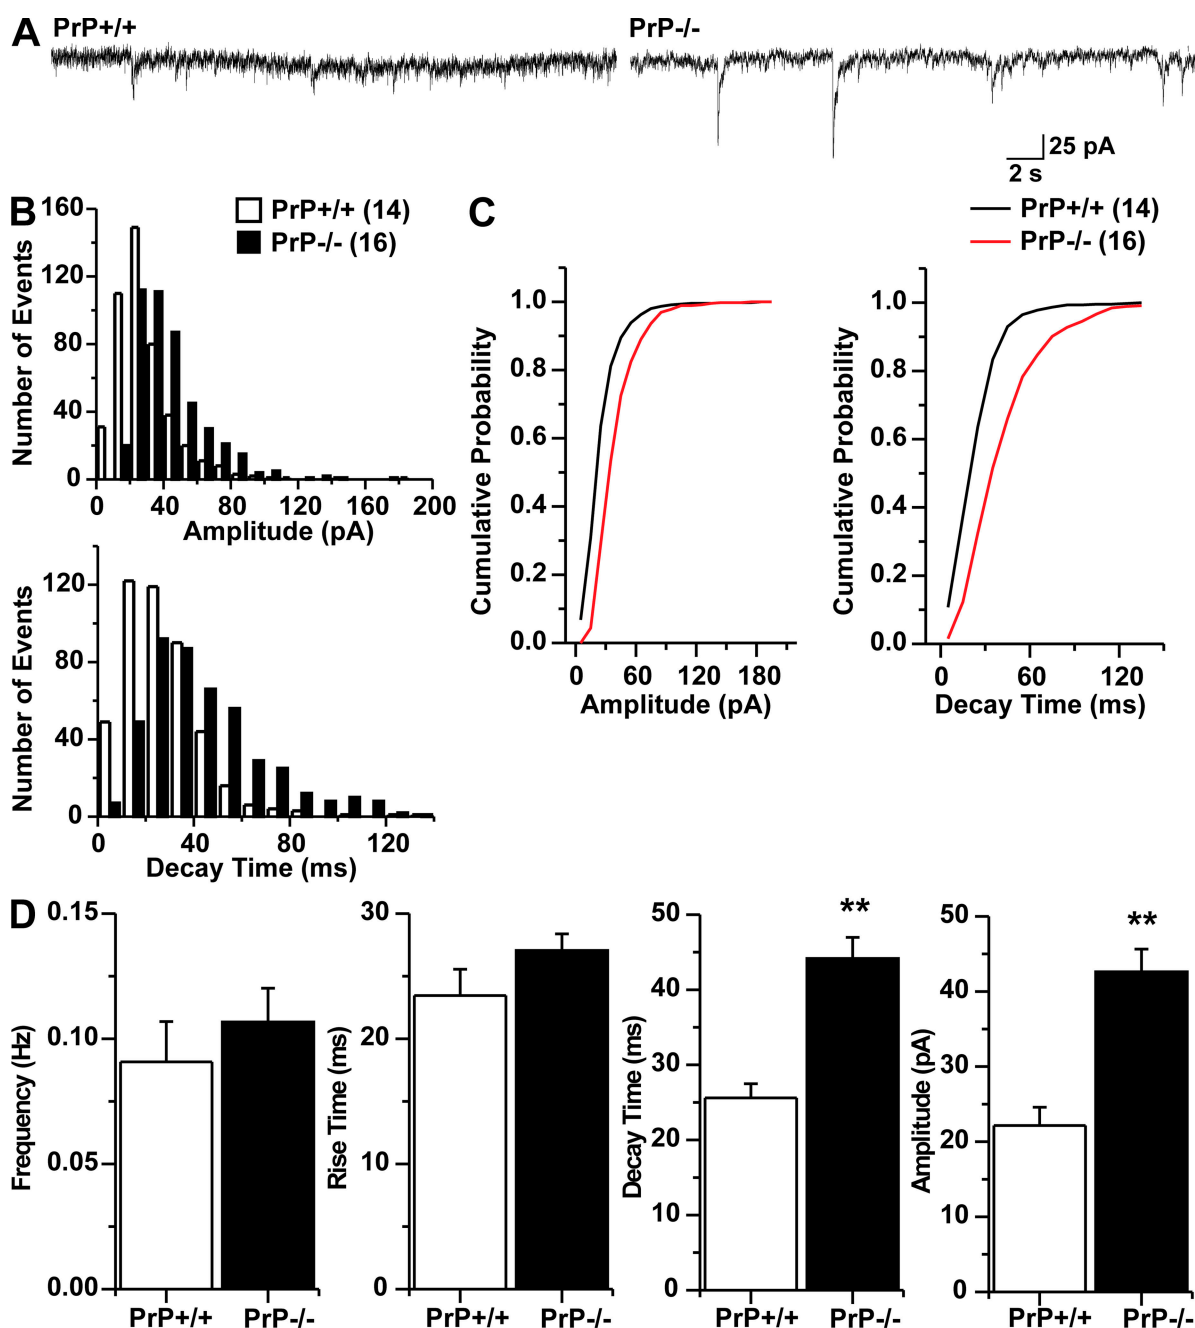 A
PrP+/+
PrP-/-
25 pA
2 s
B
PrP+/+ (14)
PrP-/- (16)
Number of Events
160
120
80
40
0
0 40 80 120 160 200
Amplitude (pA)
Number of Events
120
80
40
0
0 40 80 120
Decay Time (ms)
C
PrP+/+ (14)
PrP-/- (16)
Cumulative Probability
1.0
0.8
0.6
0.4
0.2
0.0
0 60 120 180
Amplitude (pA)
Cumulative Probability
1.0
0.8
0.6
0.4
0.2
0.0
0 60 120
Decay Time (ms)
D
Frequency (Hz)
0.15
0.10
0.05
0.00
PrP+/+ PrP-/-
Rise Time (ms)
30
20
10
0
PrP+/+ PrP-/-
Decay Time (ms)
50
40
30
20
10
0
**
PrP+/+ PrP-/-
Amplitude (pA)
50
40
30
20
10
0
**
PrP+/+ PrP-/-